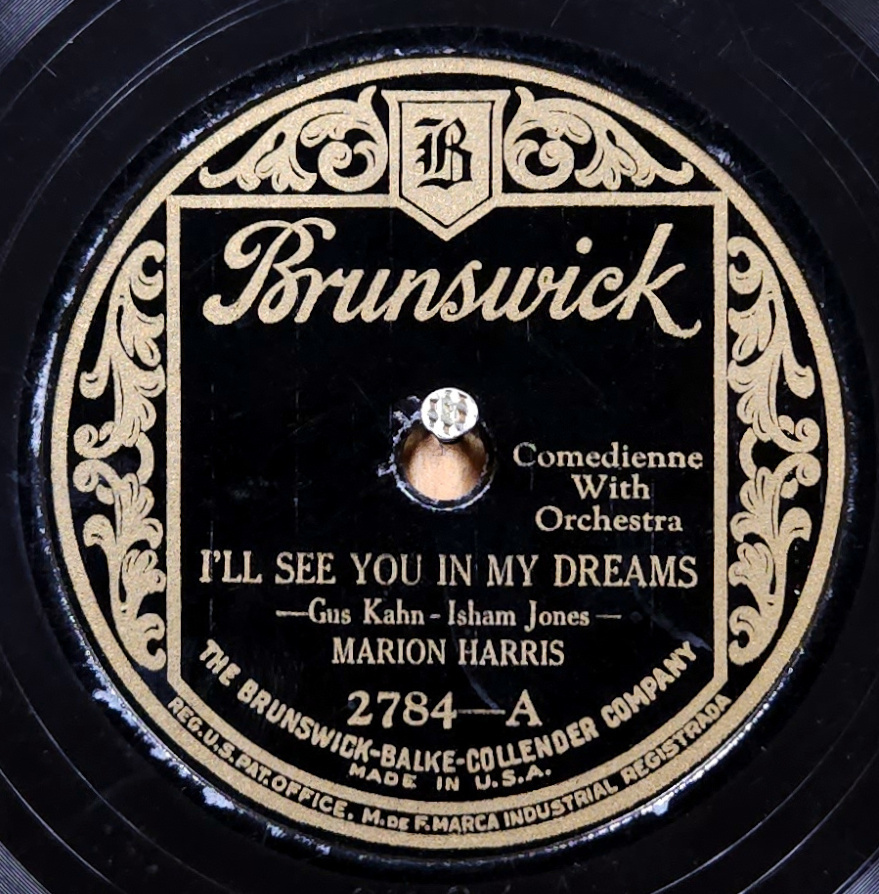 B
Brunswick
Comedienne
With
Orchestra
I'LL SEE YOU IN MY DREAMS
—Gus Kahn - Isham Jones—
MARION HARRIS
2784—A
THE BRUNSWICK-BALKE-COLLENDER COMPANY
MADE IN U.S.A.
REG. U.S. PAT. OFFICE. M. DE F. MARCA INDUSTRIAL REGISTRADA